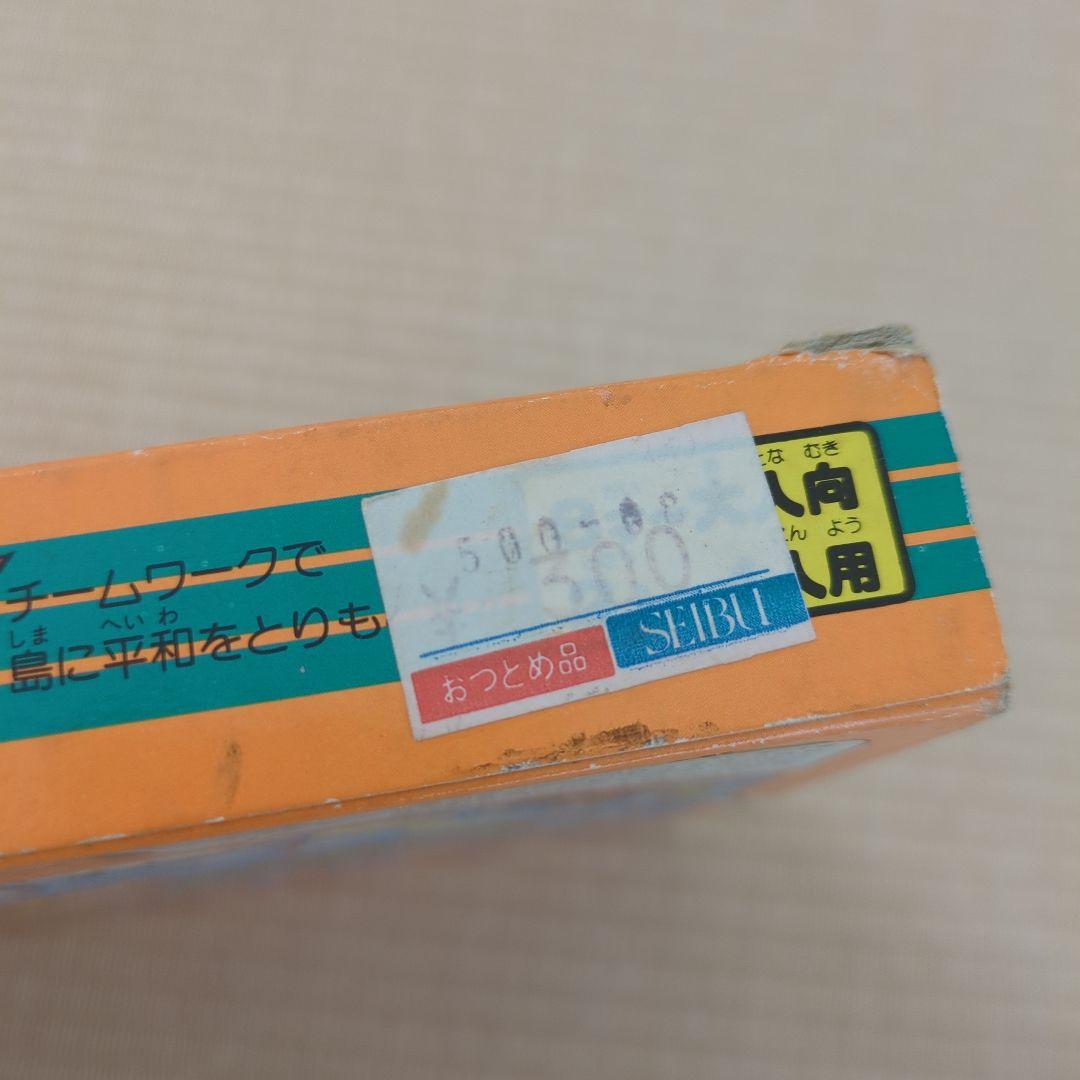 チームワークで
しま へいわ
島に平和をとりも
500-
¥ 300
おつとめ品
SEIBU
な むき
人向
ん よう
人用